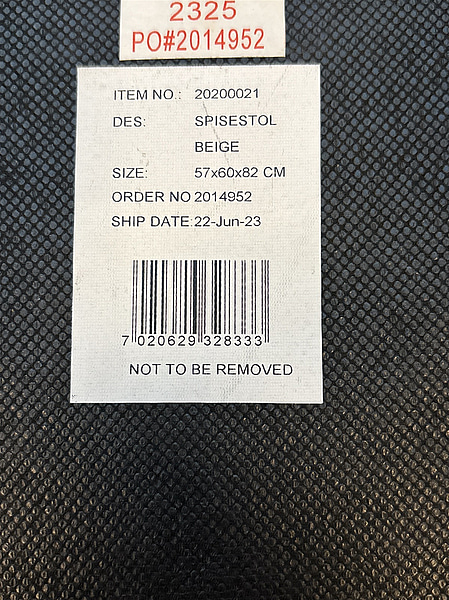 2325
PO#2014952
ITEM NO.: 20200021
DES: SPISESTOL
BEIGE
SIZE: 57x60x82 CM
ORDER NO 2014952
SHIP DATE: 22-Jun-23
7 020629 328333
NOT TO BE REMOVED